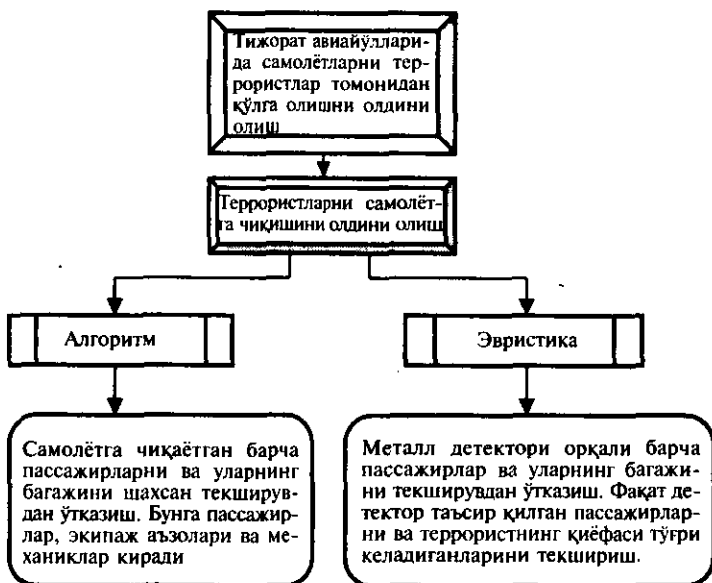 Тижорат авиайўллари-
да самолётларни тер-
рористлар томонидан
қўлга олишни олдини
олиш
Террористларни самолёт-
га чиқишини олдини олиш
Алгоритм
Эвристика
Самолётга чиқаётган барча
пассажирларни ва уларнинг
багажини шахсан текширув-
дан ўтказиш. Бунга пассажир-
лар, экипаж аъзолари ва ме-
ханиклар киради
Металл детектори орқали барча
пассажирлар ва уларнинг багажи-
ни текширувдан ўтказиш. Фақат де-
тектор таъсир қилган пассажирлар-
ни ва террористнинг қиёфаси тўғри
келадиганларини текшириш.